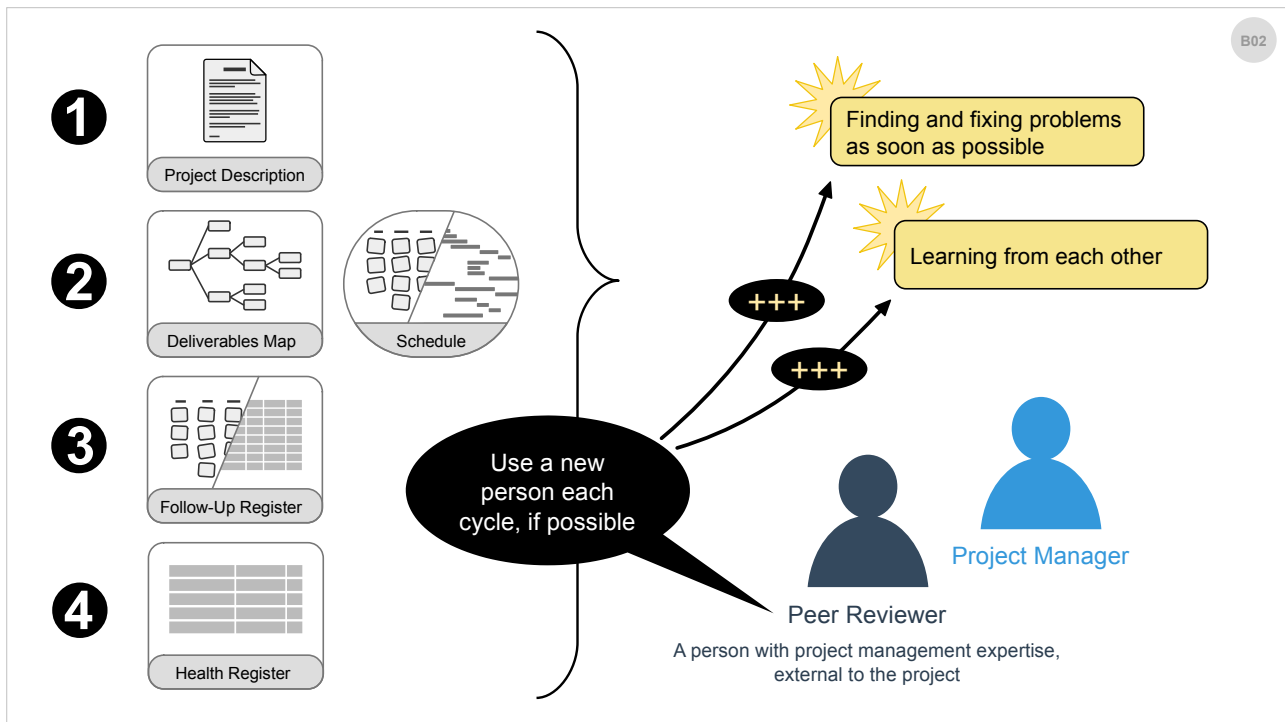 B02
1
Project Description
2
Deliverables Map
Schedule
3
Follow-Up Register
4
Health Register
Finding and fixing problems
as soon as possible
Learning from each other
+++
+++
Use a new
person each
cycle, if possible
Project Manager
Peer Reviewer
A person with project management expertise,
external to the project